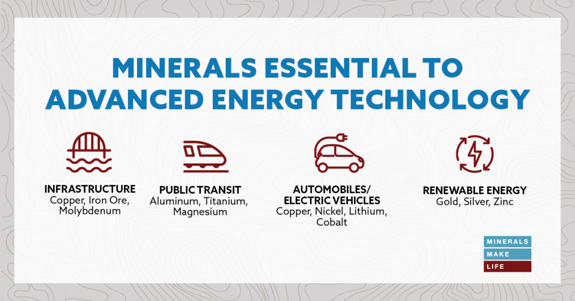 MINERALS ESSENTIAL TO
ADVANCED ENERGY TECHNOLOGY
INFRASTRUCTURE
Copper, Iron Ore,
Molybdenum
PUBLIC TRANSIT
Aluminum, Titanium,
Magnesium
AUTOMOBILES/
ELECTRIC VEHICLES
Copper, Nickel, Lithium,
Cobalt
RENEWABLE ENERGY
Gold, Silver, Zinc
MINERALS
MAKE
LIFE